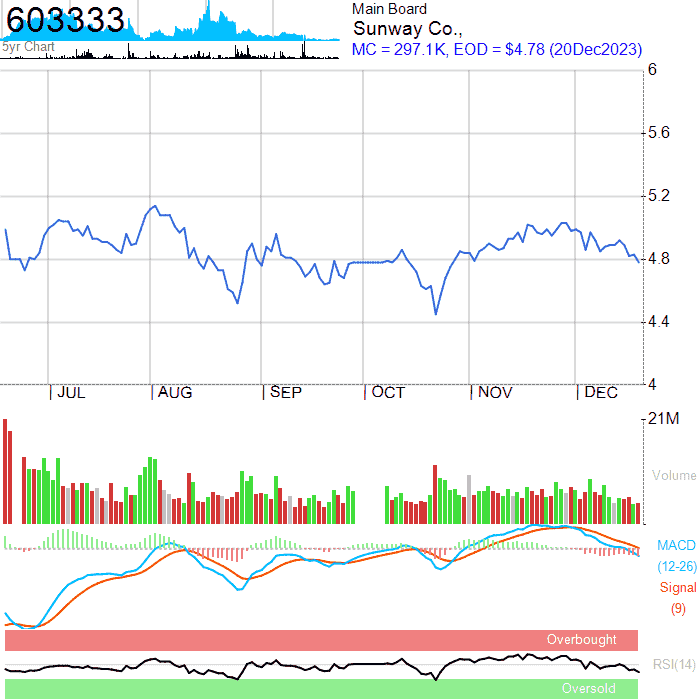 603333
5yr Chart
Main Board
Sunway Co.,
MC = 297.1K, EOD = $4.78 (20Dec2023)
6
5.6
5.2
4.8
4.4
4
JUL
AUG
SEP
OCT
NOV
DEC
21M
Volume
MACD
(12-26)
Signal
(9)
Overbought
RSI(14)
Oversold